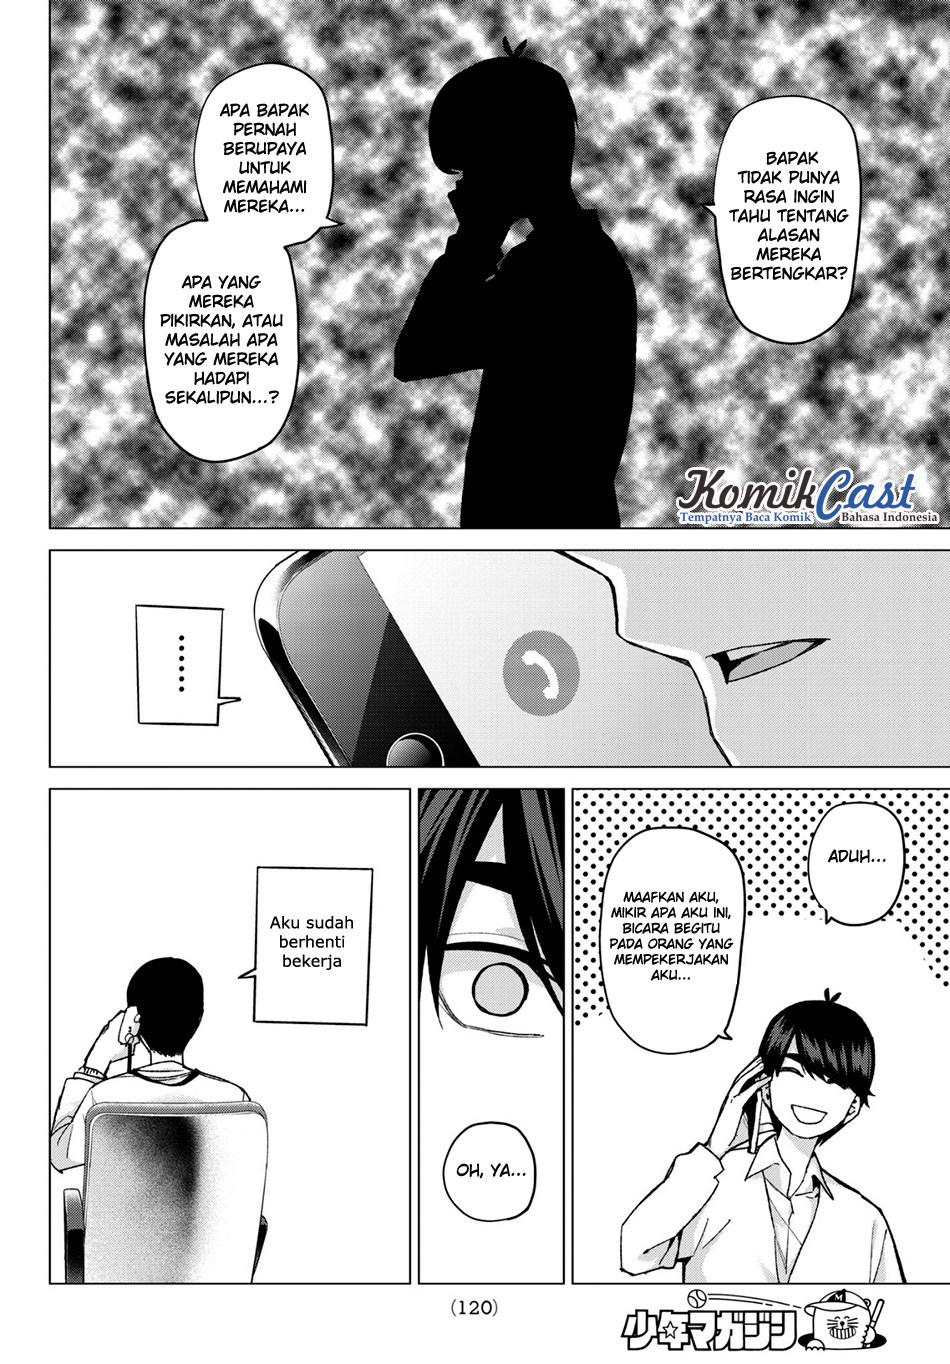 BAPAK
TIDAK PUNYA
RASA INGIN
TAHU TENTANG
ALASAN
MEREKA
BERTENGKAR?
APA BAPAK
PERNAH
BERUPAYA
UNTUK
MEMAHAMI
MEREKA...
APA YANG
MEREKA
PIKIRKAN, ATAU
MASALAH APA
YANG MEREKA
HADAPI
SEKALIPUN...?
KomikCast
Tempatnya Baca Komik Bahasa Indonesia
......
ADUH...
MAAFKAN AKU,
MIKIR APA AKU INI,
BICARA BEGITU
PADA ORANG YANG
MEMPEKERJAKAN
AKU...
OH, YA...
Aku sudah
berhenti
bekerja
(120)
少年マガジン
M